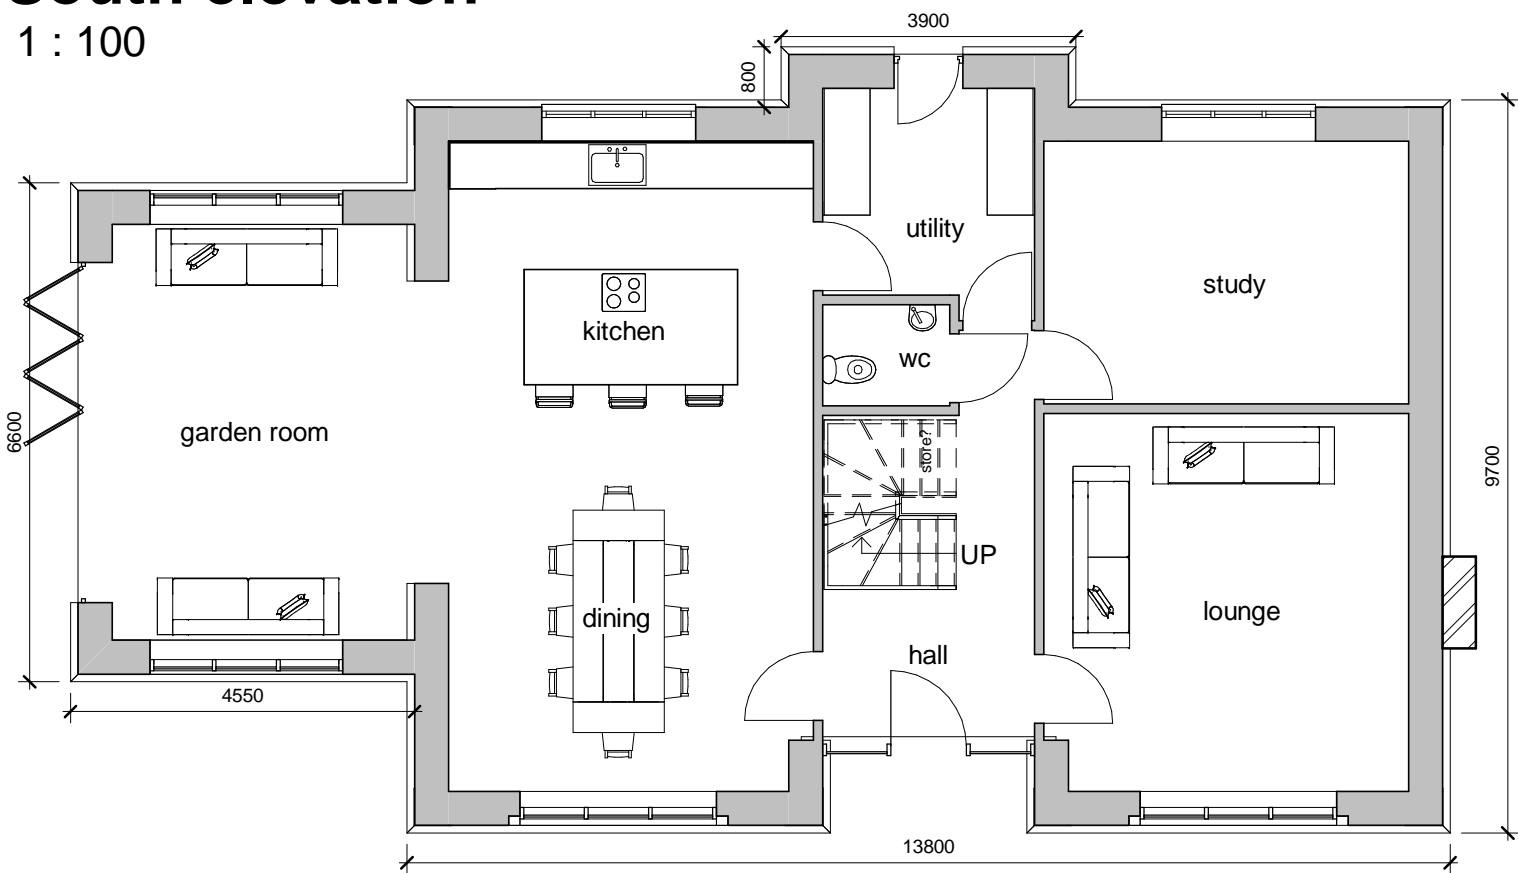 South elevation
1 : 100
3900
800
utility
study
kitchen
wc
6600
garden room
store?
9700
UP
dining
lounge
hall
4550
13800